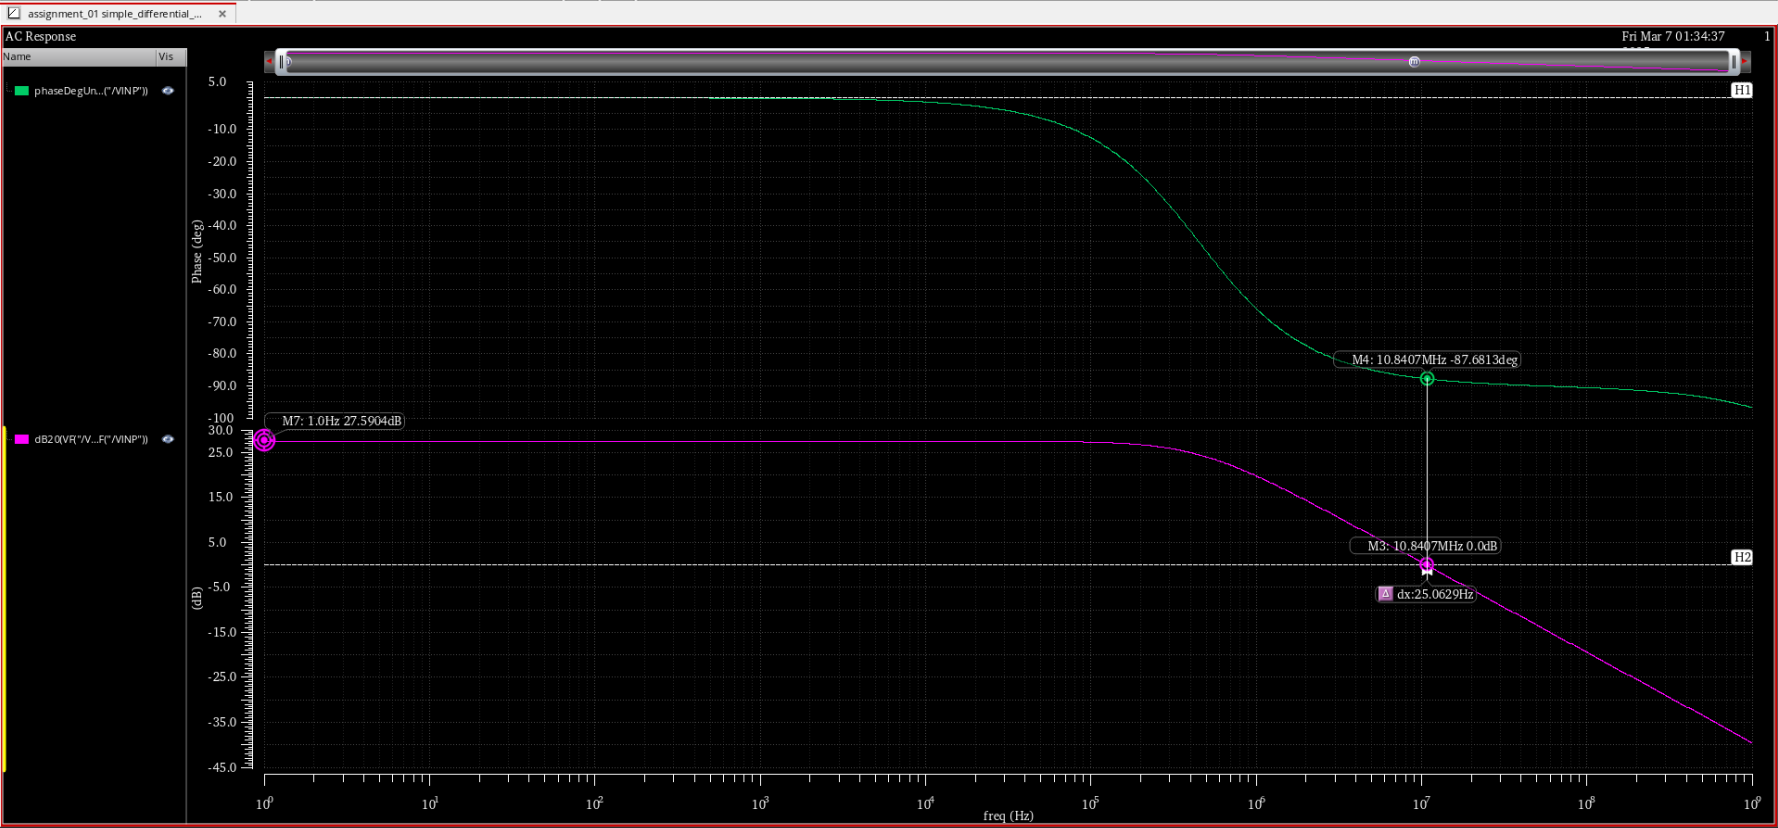 assignment_01 simple_differential_... ×
AC Response
Fri Mar 7 01:34:37
1
Name Vis
phaseDegUn...("/VINP"))
dB20(VF("/V...F("/VINP"))
H1
5.0
-10.0
-20.0
-30.0
-40.0
-50.0
-60.0
-70.0
-80.0
-90.0
-100
Phase (deg)
M4: 10.8407MHz -87.6813deg
M7: 1.0Hz 27.5904dB
30.0
25.0
15.0
5.0
-5.0
-15.0
-25.0
-35.0
-45.0
(dB)
M3: 10.8407MHz 0.0dB
H2
Δ dx:25.0629Hz
10⁰ 10¹ 10² 10³ 10⁴ 10⁵ 10⁶ 10⁷ 10⁸ 10⁹
freq (Hz)